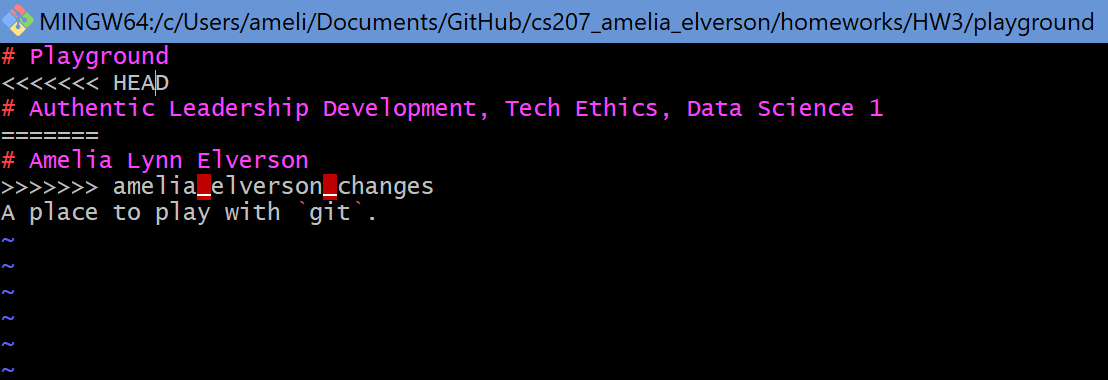 MINGW64:/c/Users/ameli/Documents/GitHub/cs207_amelia_elverson/homeworks/HW3/playground
# Playground
<<<<<<< HEAD
# Authentic Leadership Development, Tech Ethics, Data Science 1
=======
# Amelia Lynn Elverson
>>>>>>> amelia_elverson_changes
A place to play with `git`.
~
~
~
~
~
~